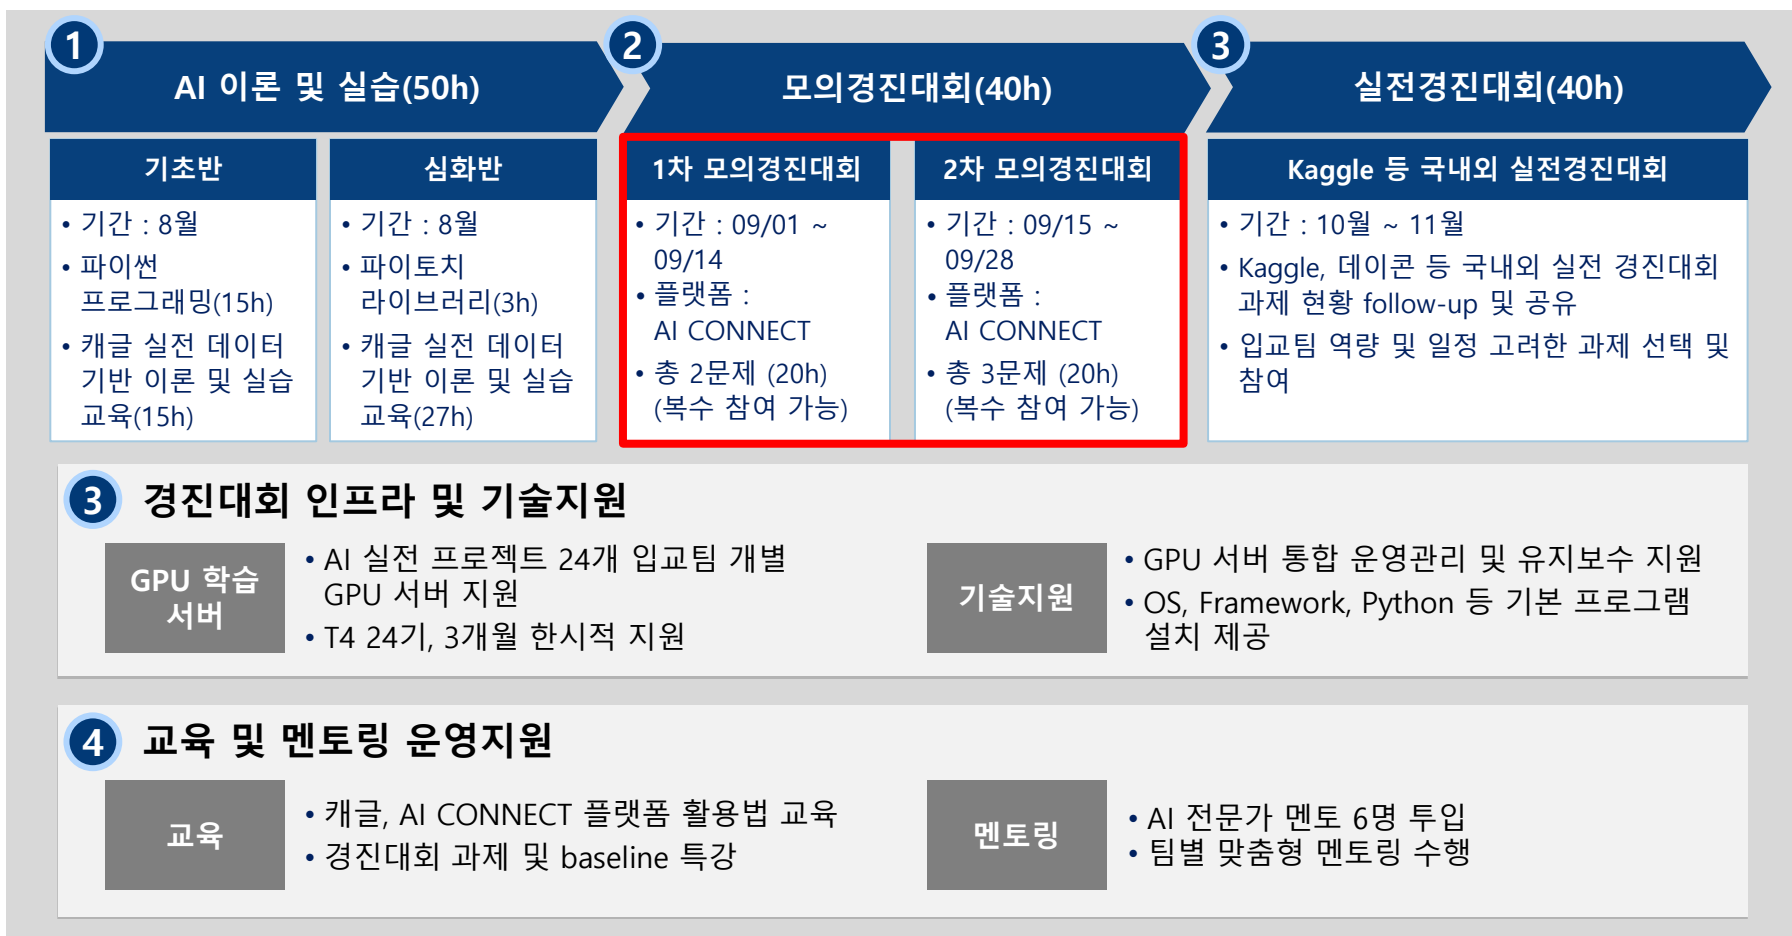 1
AI 이론 및 실습(50h)
2
모의경진대회(40h)
3
실전경진대회(40h)
기초반
• 기간 : 8월
• 파이썬
프로그래밍(15h)
• 캐글 실전 데이터
기반 이론 및 실습
교육(15h)
심화반
• 기간 : 8월
• 파이토치
라이브러리(3h)
• 캐글 실전 데이터
기반 이론 및 실습
교육(27h)
1차 모의경진대회
• 기간 : 09/01 ~
09/14
• 플랫폼 :
AI CONNECT
• 총 2문제 (20h)
(복수 참여 가능)
2차 모의경진대회
• 기간 : 09/15 ~
09/28
• 플랫폼 :
AI CONNECT
• 총 3문제 (20h)
(복수 참여 가능)
Kaggle 등 국내외 실전경진대회
• 기간 : 10월 ~ 11월
• Kaggle, 데이콘 등 국내외 실전 경진대회
과제 현황 follow-up 및 공유
• 입교팀 역량 및 일정 고려한 과제 선택 및
참여
3 경진대회 인프라 및 기술지원
GPU 학습
서버
• AI 실전 프로젝트 24개 입교팀 개별
GPU 서버 지원
• T4 24기, 3개월 한시적 지원
기술지원
• GPU 서버 통합 운영관리 및 유지보수 지원
• OS, Framework, Python 등 기본 프로그램
설치 제공
4 교육 및 멘토링 운영지원
교육
• 캐글, AI CONNECT 플랫폼 활용법 교육
• 경진대회 과제 및 baseline 특강
멘토링
• AI 전문가 멘토 6명 투입
• 팀별 맞춤형 멘토링 수행